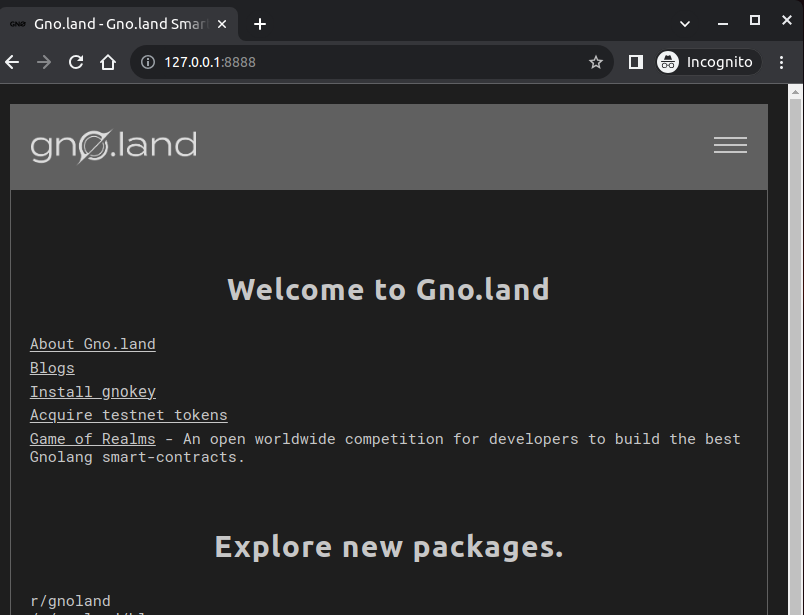 GNO Gno.land - Gno.land Smar
127.0.0.1:8888
Incognito
gnø.land
Welcome to Gno.land
About Gno.land
Blogs
Install gnokey
Acquire testnet tokens
Game of Realms - An open worldwide competition for developers to build the best
Gnolang smart-contracts.
Explore new packages.
r/gnoland